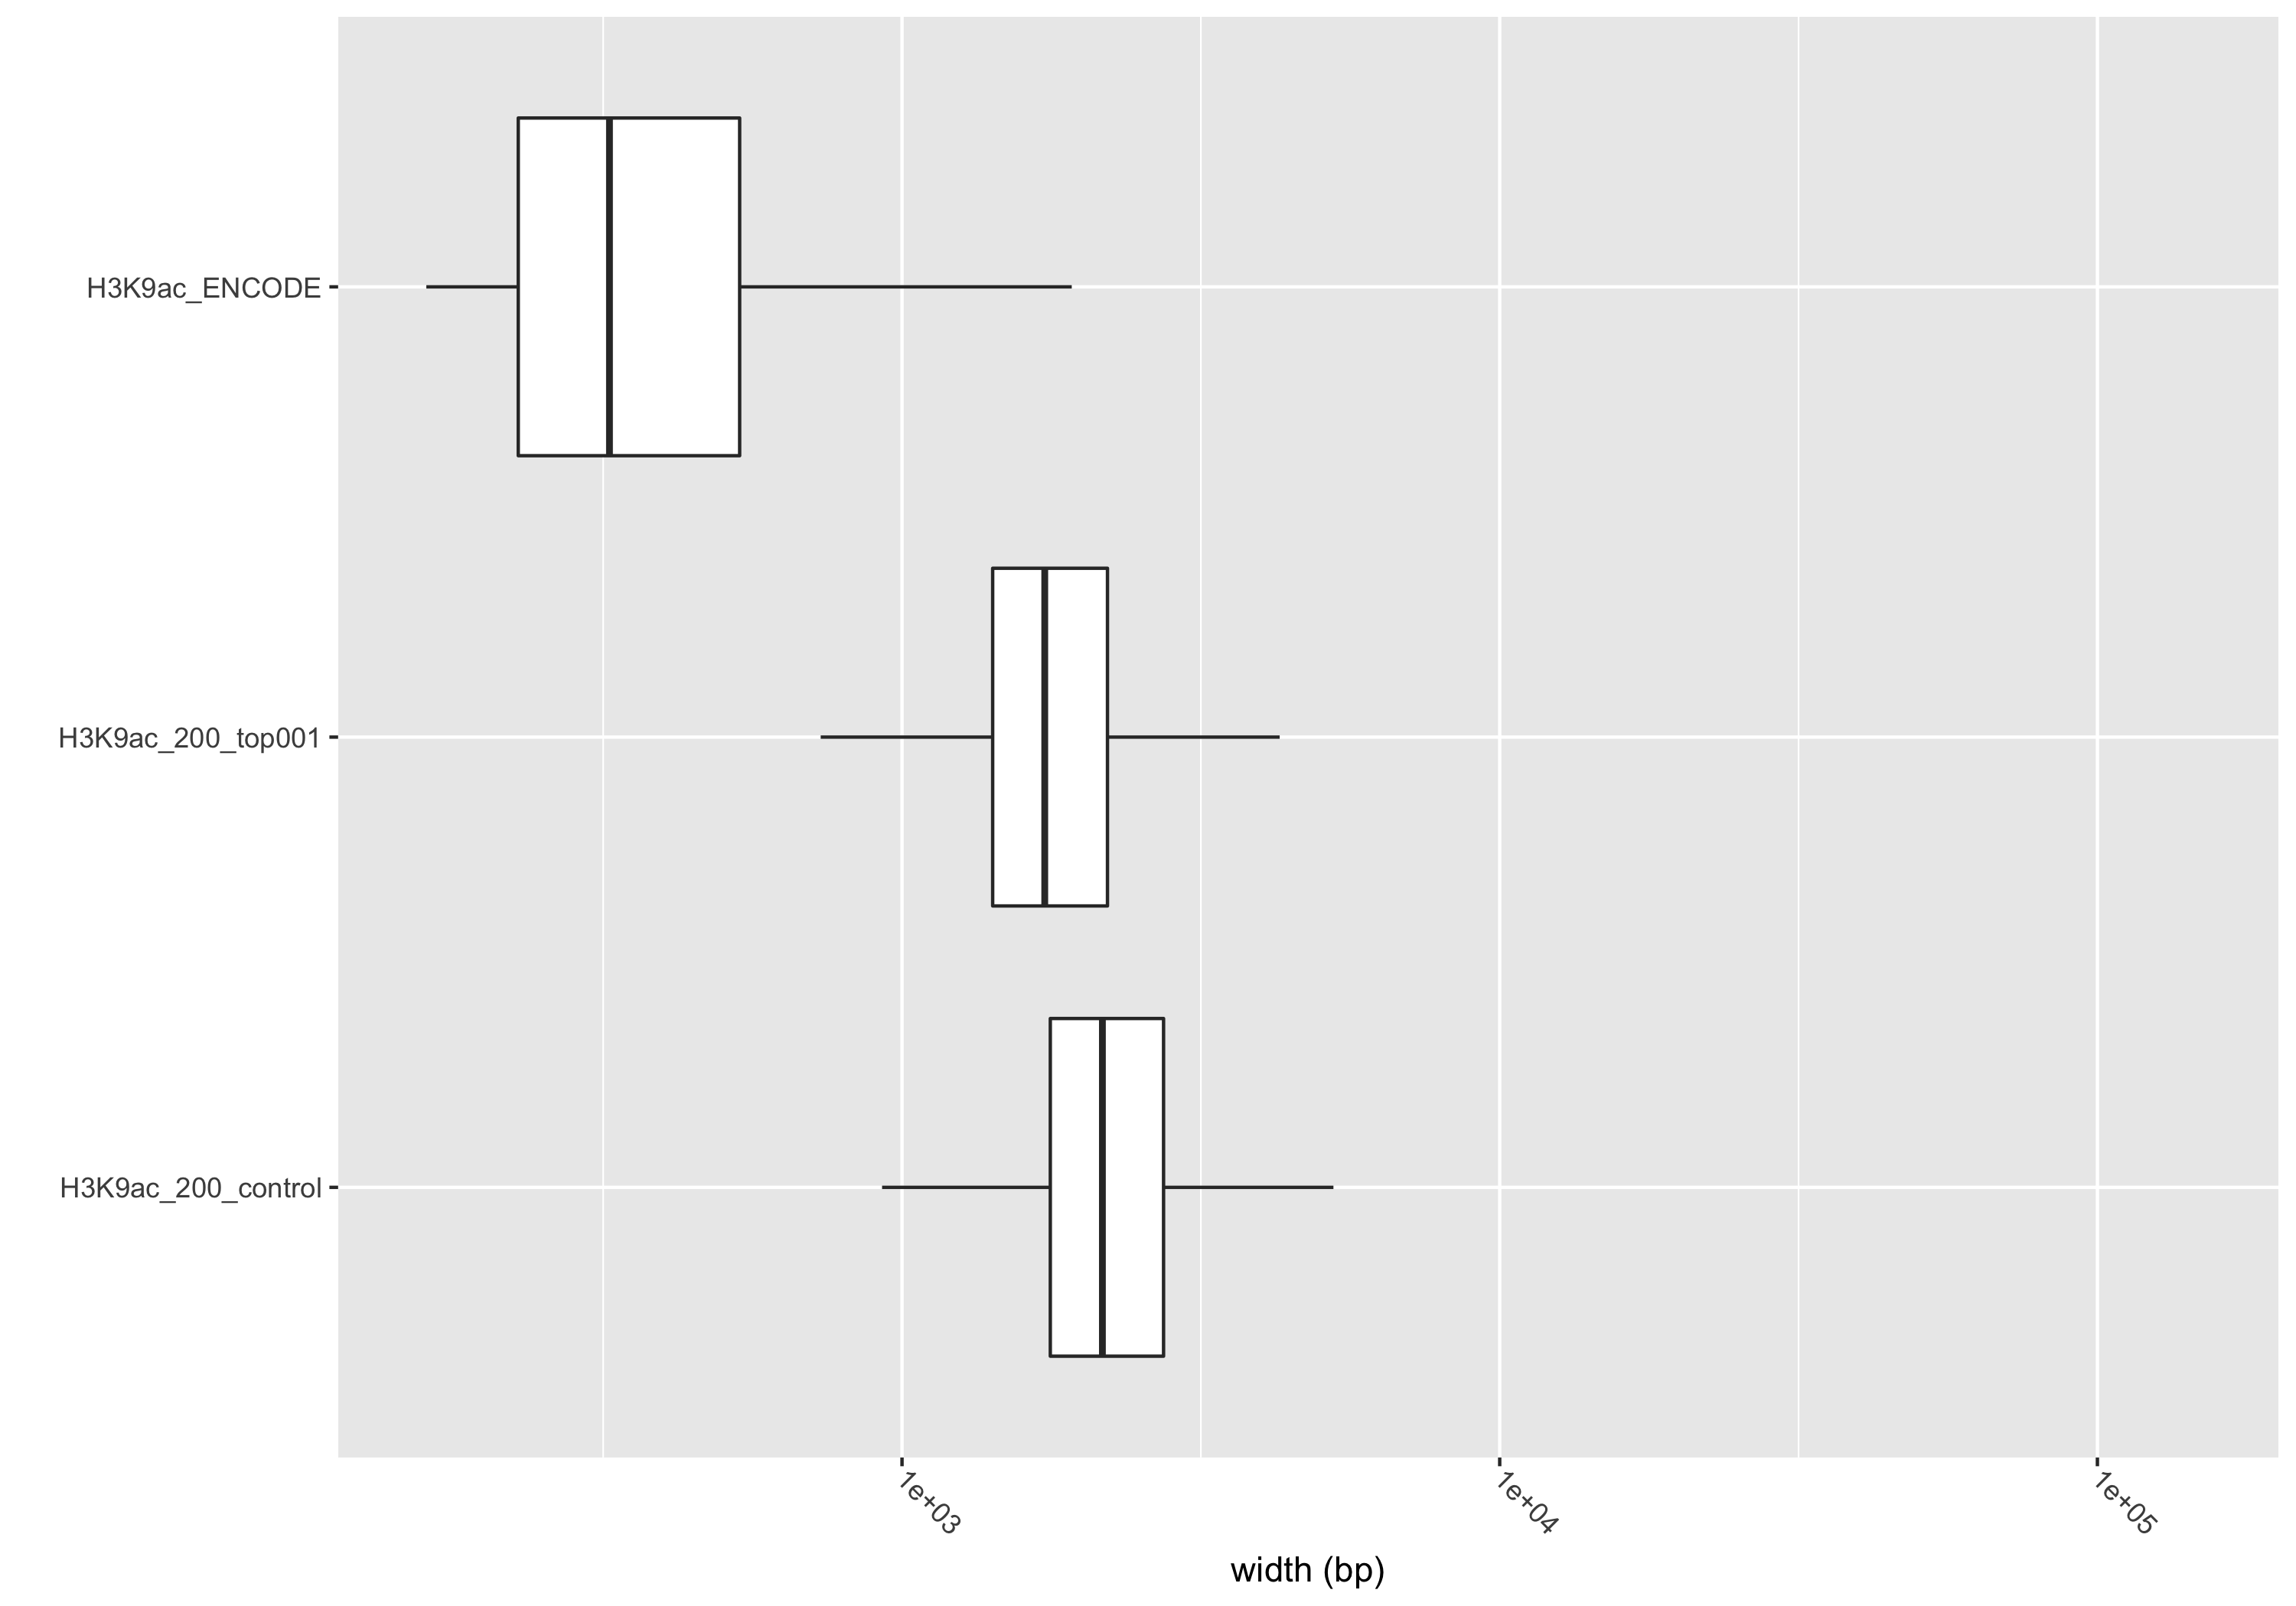 H3K9ac_ENCODE
H3K9ac_200_top001
H3K9ac_200_control
1e+03
1e+04
1e+05
width (bp)